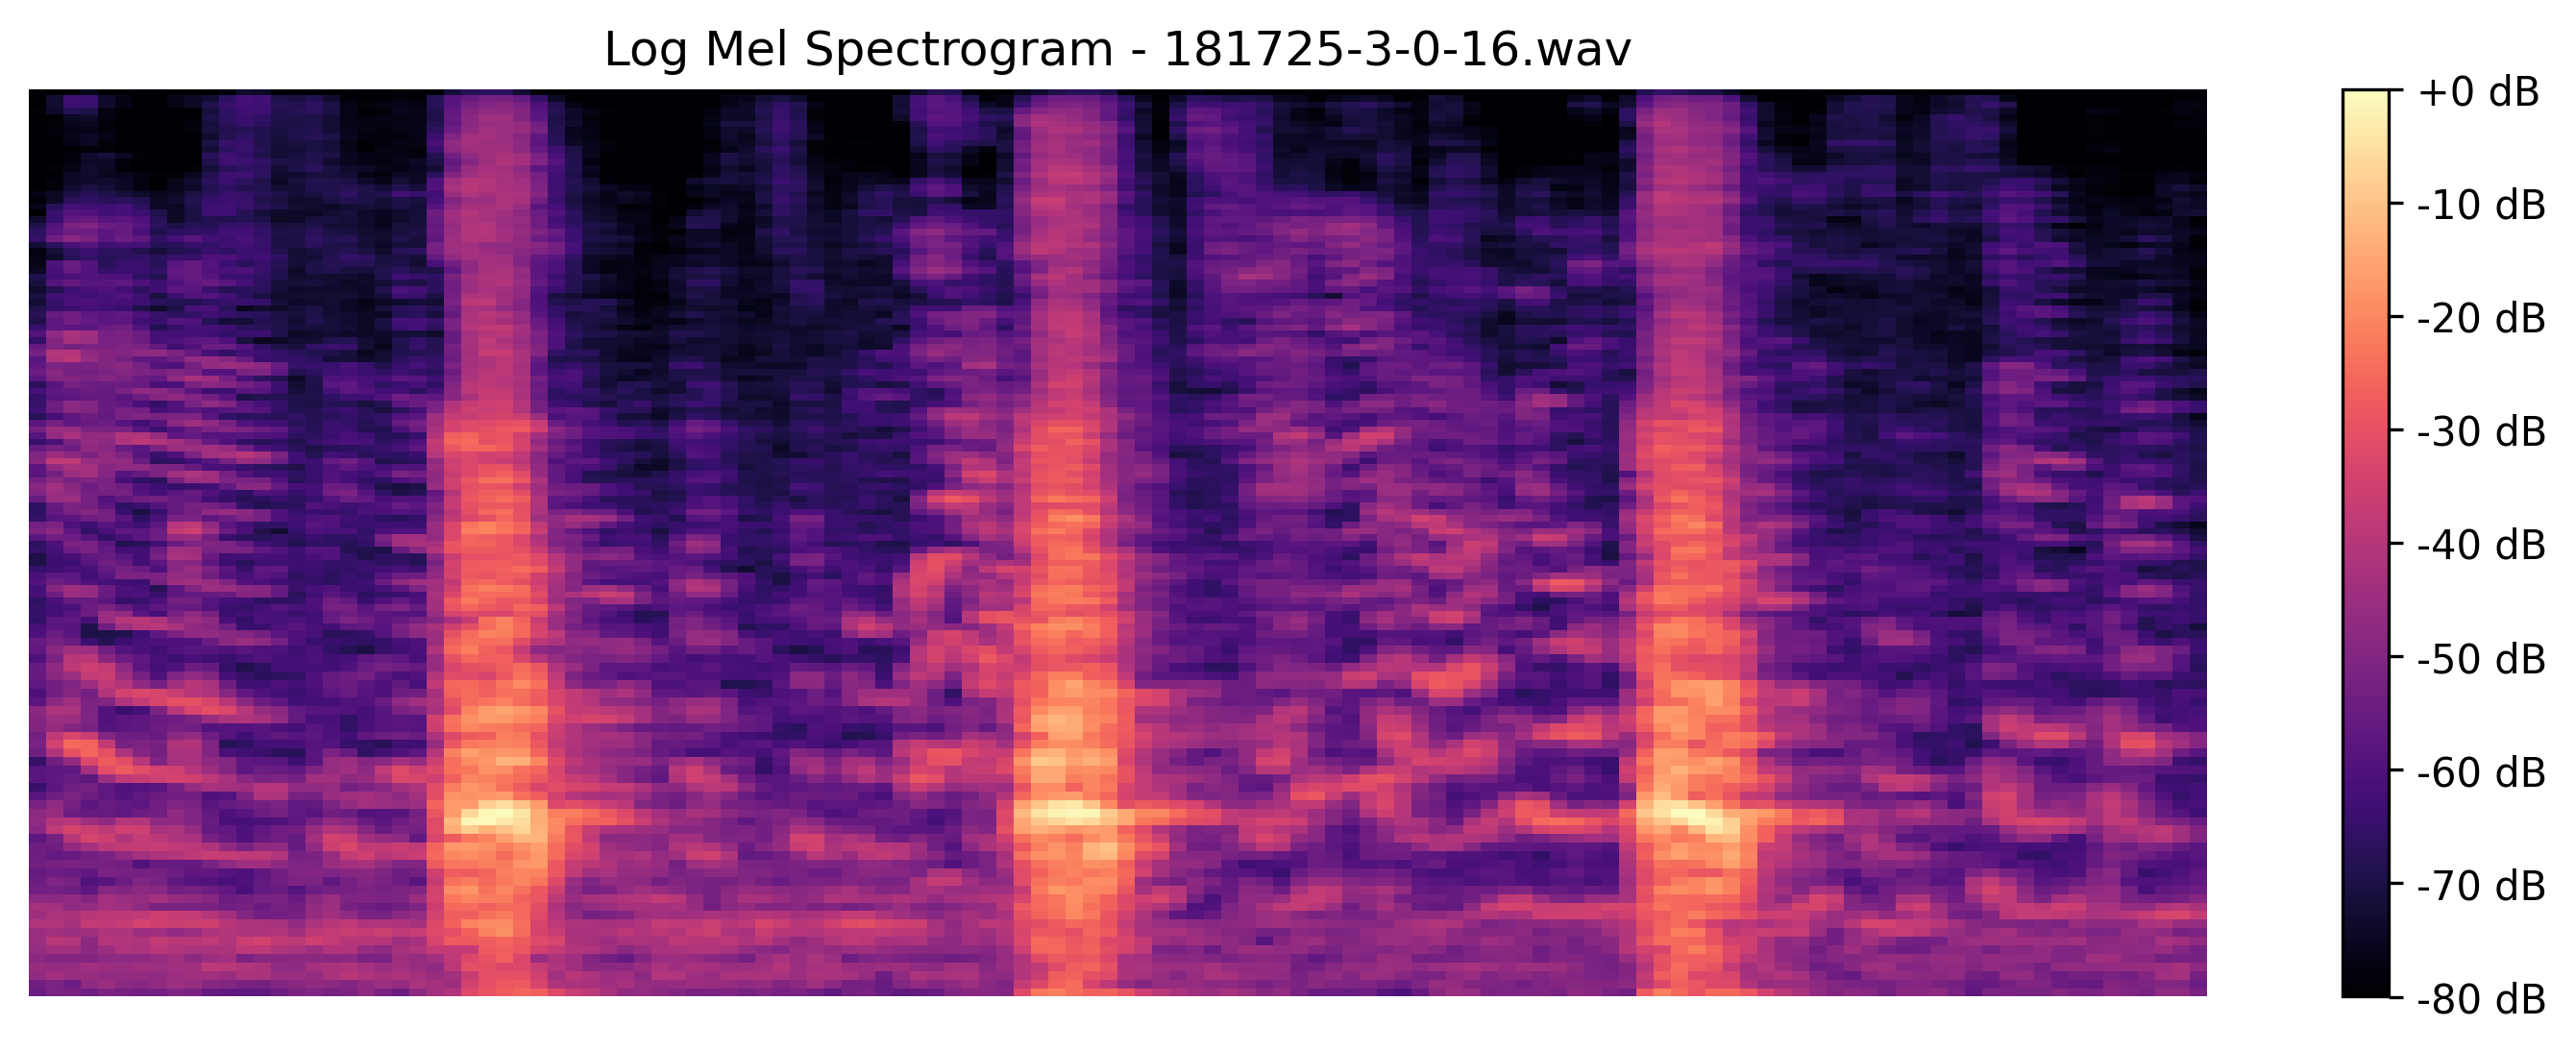 Log Mel Spectrogram - 181725-3-0-16.wav
+0 dB
-10 dB
-20 dB
-30 dB
-40 dB
-50 dB
-60 dB
-70 dB
-80 dB